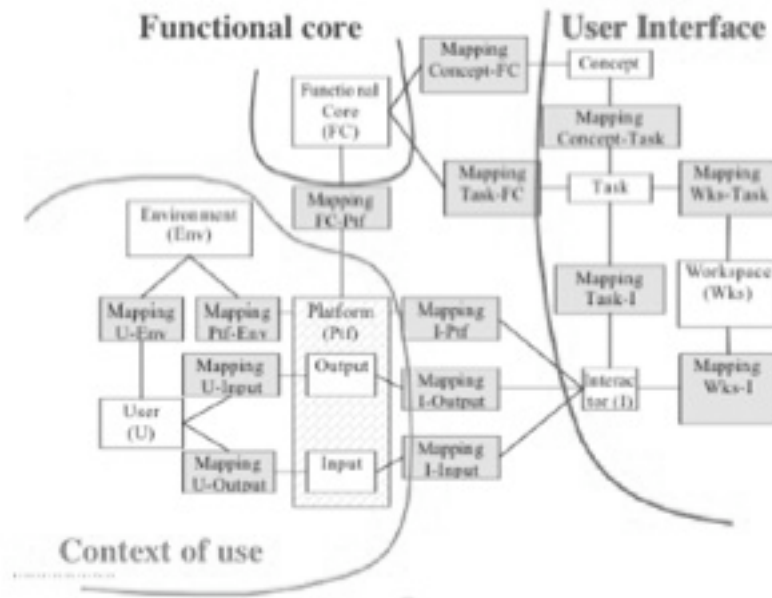 Functional core
User Interface
Mapping
Concept-FC
Concept
Functional
Core
(FC)
Mapping
Concept-Task
Mapping
FC-Ptf
Mapping
Task-FC
Task
Mapping
Wks-Task
Environment
(Env)
Mapping
U-Env
Mapping
Ptf-Env
Platform
(Ptf)
Mapping
I-Ptf
Mapping
Task-I
Workspace
(Wks)
Mapping
U-Input
Output
Mapping
I-Output
Interac
tor (I)
Mapping
Wks-I
User
(U)
Mapping
U-Output
Input
Mapping
I-Input
Context of use